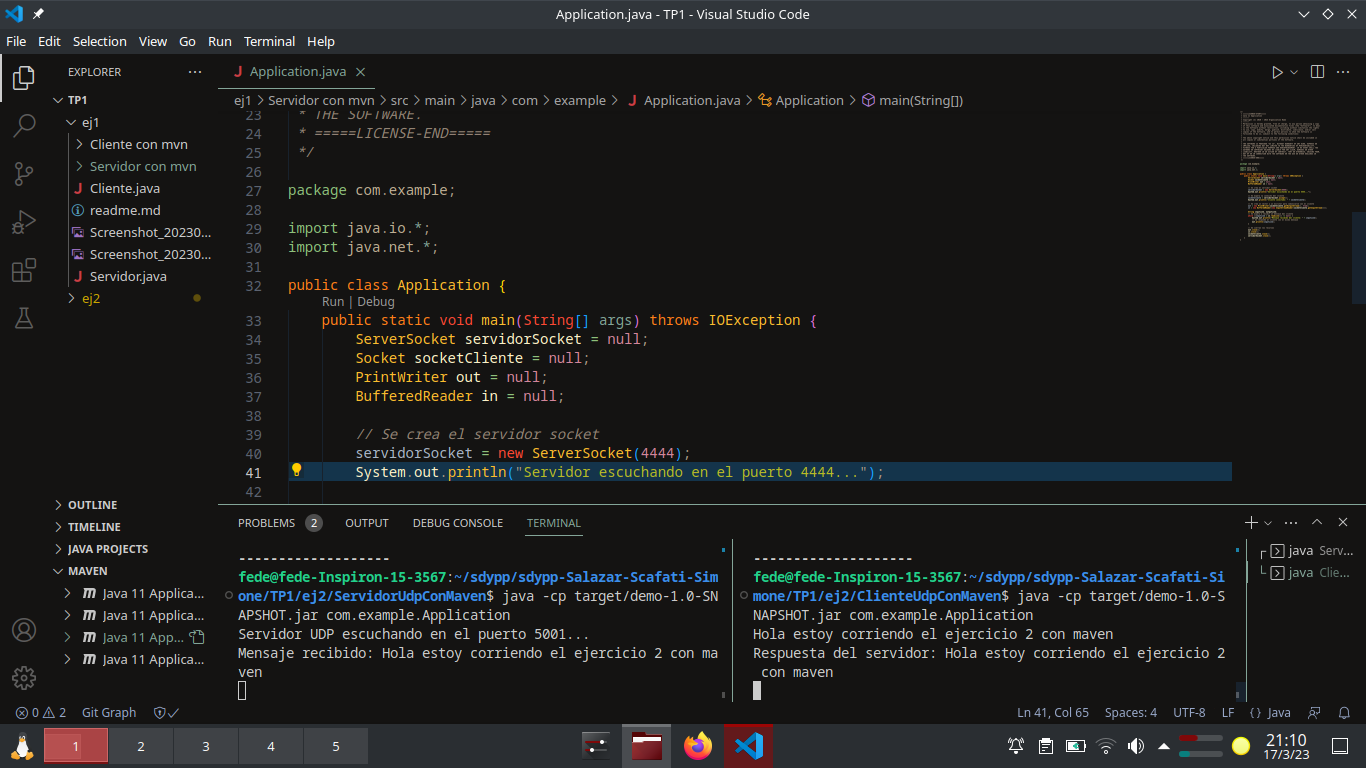 Application.java - TP1 - Visual Studio Code
File Edit Selection View Go Run Terminal Help
EXPLORER
TP1
ej1
Cliente con mvn
Servidor con mvn
Cliente.java
readme.md
Screenshot_20230...
Screenshot_20230...
Servidor.java
ej2
OUTLINE
TIMELINE
JAVA PROJECTS
MAVEN
Java 11 Applica...
Java 11 Applica...
Java 11 App...
Java 11 Applica...
J Application.java
ej1 > Servidor con mvn > src > main > java > com > example > J Application.java > Application > main(String[])
23 * THE SOFTWARE.
24 * =====LICENSE-END=====
25 */
26
27 package com.example;
28
29 import java.io.*;
30 import java.net.*;
31
32 public class Application {
Run | Debug
33 public static void main(String[] args) throws IOException {
34 ServerSocket servidorSocket = null;
35 Socket socketCliente = null;
36 PrintWriter out = null;
37 BufferedReader in = null;
38
39 // Se crea el servidor socket
40 servidorSocket = new ServerSocket(4444);
41 System.out.println("Servidor escuchando en el puerto 4444...");
42
PROBLEMS 2 OUTPUT DEBUG CONSOLE TERMINAL
-------------------
fede@fede-Inspiron-15-3567:~/sdypp/sdypp-Salazar-Scafati-Sim
one/TP1/ej2/ServidorUdpConMaven$ java -cp target/demo-1.0-SN
APSHOT.jar com.example.Application
Servidor UDP escuchando en el puerto 5001...
Mensaje recibido: Hola estoy corriendo el ejercicio 2 con ma
ven
-------------------
fede@fede-Inspiron-15-3567:~/sdypp/sdypp-Salazar-Scafati-Si
mone/TP1/ej2/ClienteUdpConMaven$ java -cp target/demo-1.0-S
NAPSHOT.jar com.example.Application
Hola estoy corriendo el ejercicio 2 con maven
Respuesta del servidor: Hola estoy corriendo el ejercicio 2
con maven
java Serv...
java Clie...
0 2 Git Graph
Ln 41, Col 65 Spaces: 4 UTF-8 LF {} Java
1 2 3 4 5
21:10
17/3/23